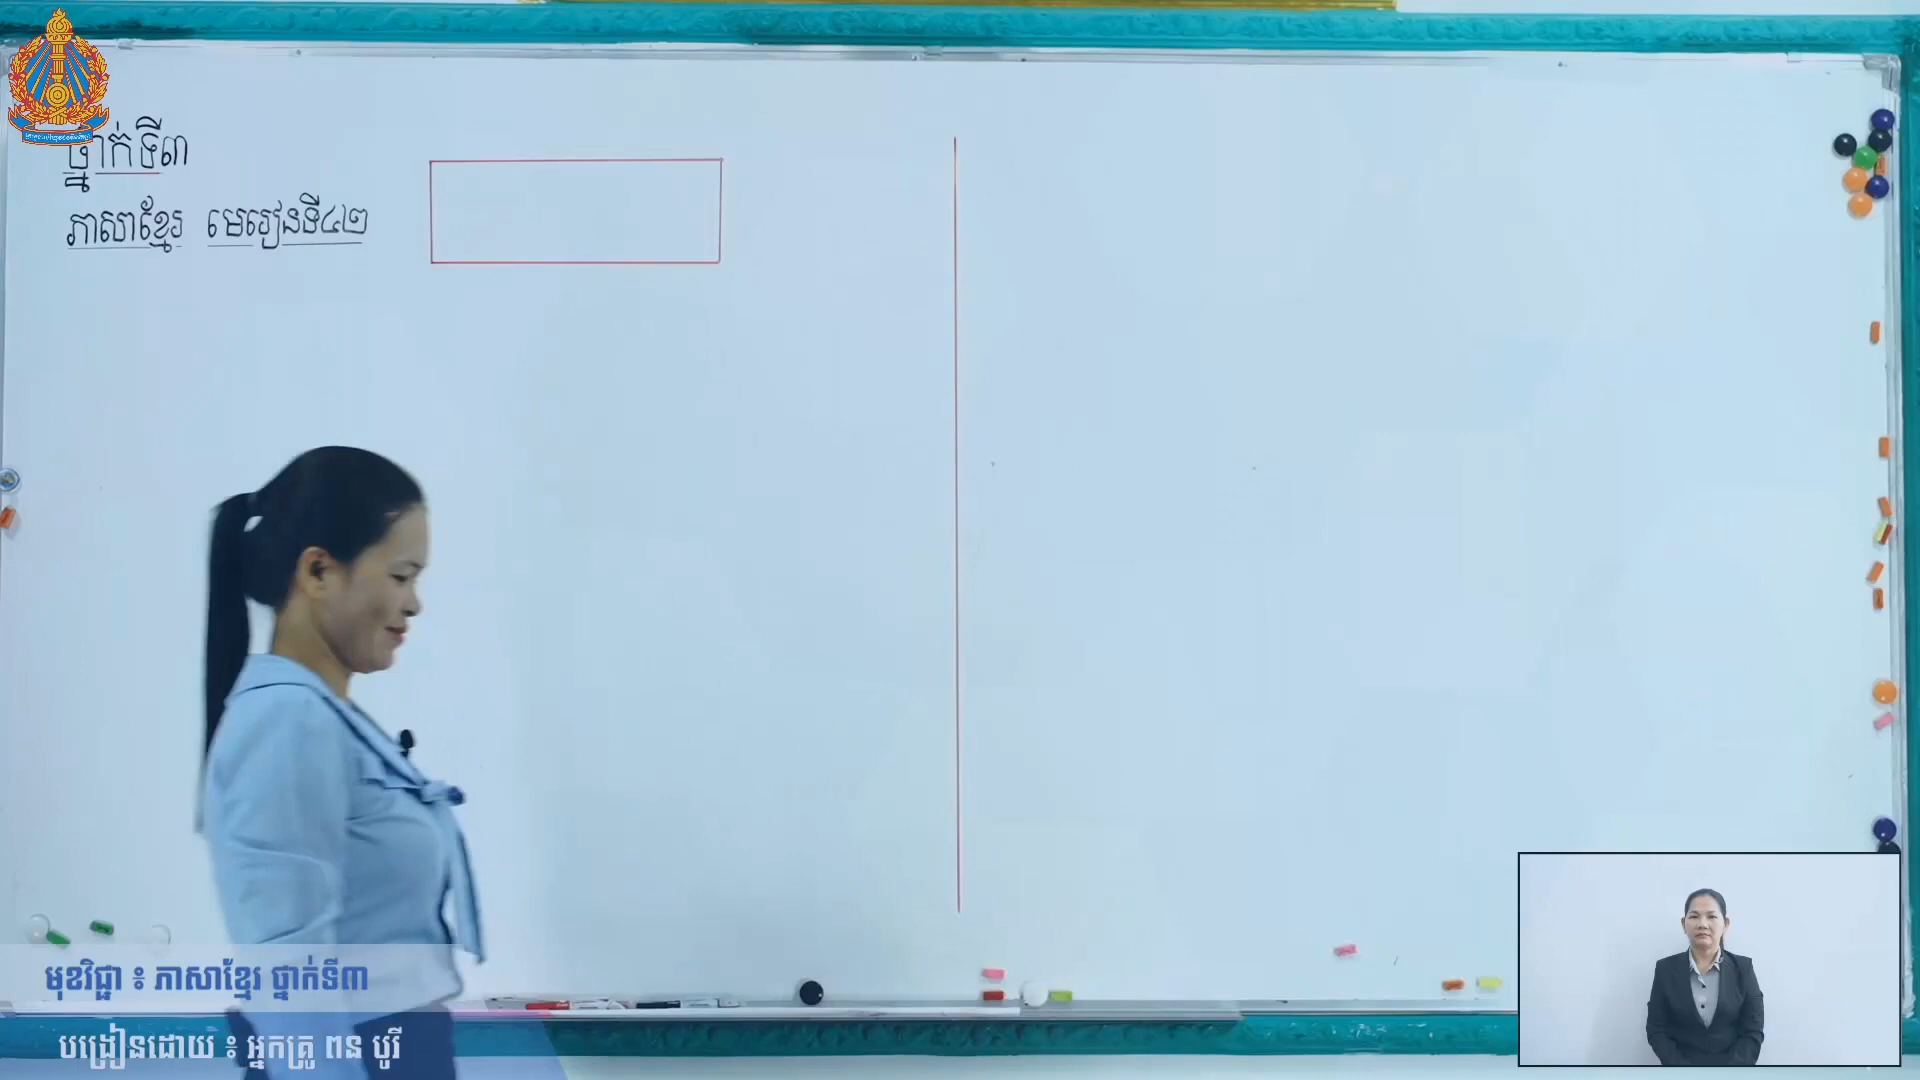 ថ្នាក់ទី៣
ភាសាខ្មែរ មេរៀនទី៤២
មុខវិជ្ជា ៖ ភាសាខ្មែរ ថ្នាក់ទី៣
បង្រៀនដោយ ៖ អ្នកគ្រូ ពន បូរី